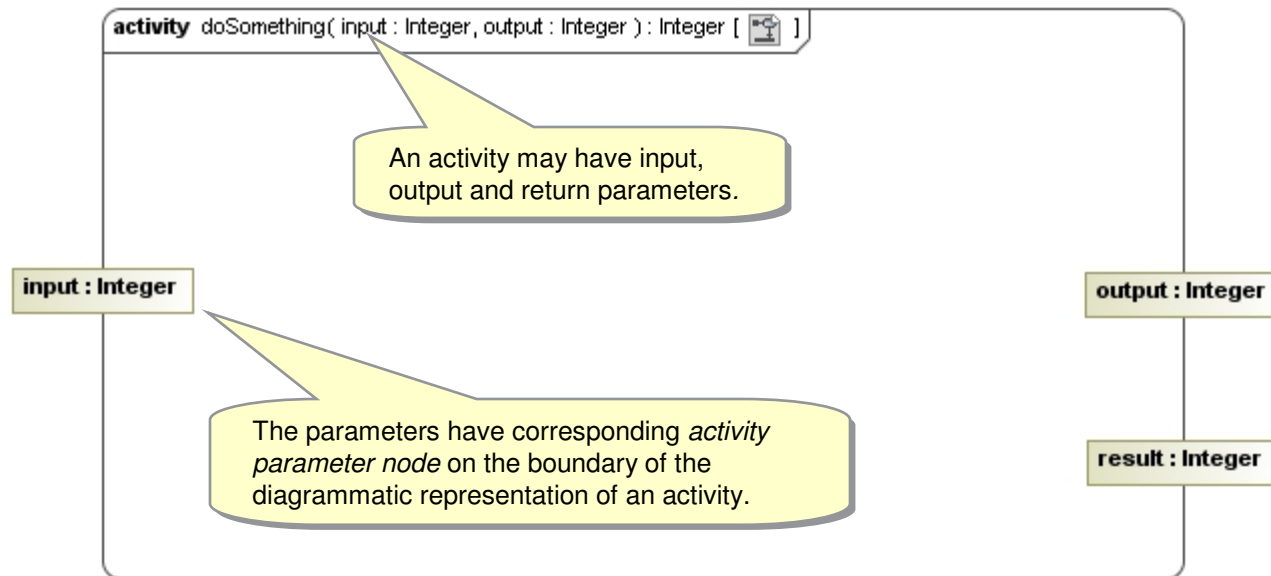 activity doSomething( input : Integer, output : Integer ) : Integer [ ]
An activity may have input,
output and return parameters.
input : Integer
output : Integer
The parameters have corresponding activity
parameter node on the boundary of the
diagrammatic representation of an activity.
result : Integer